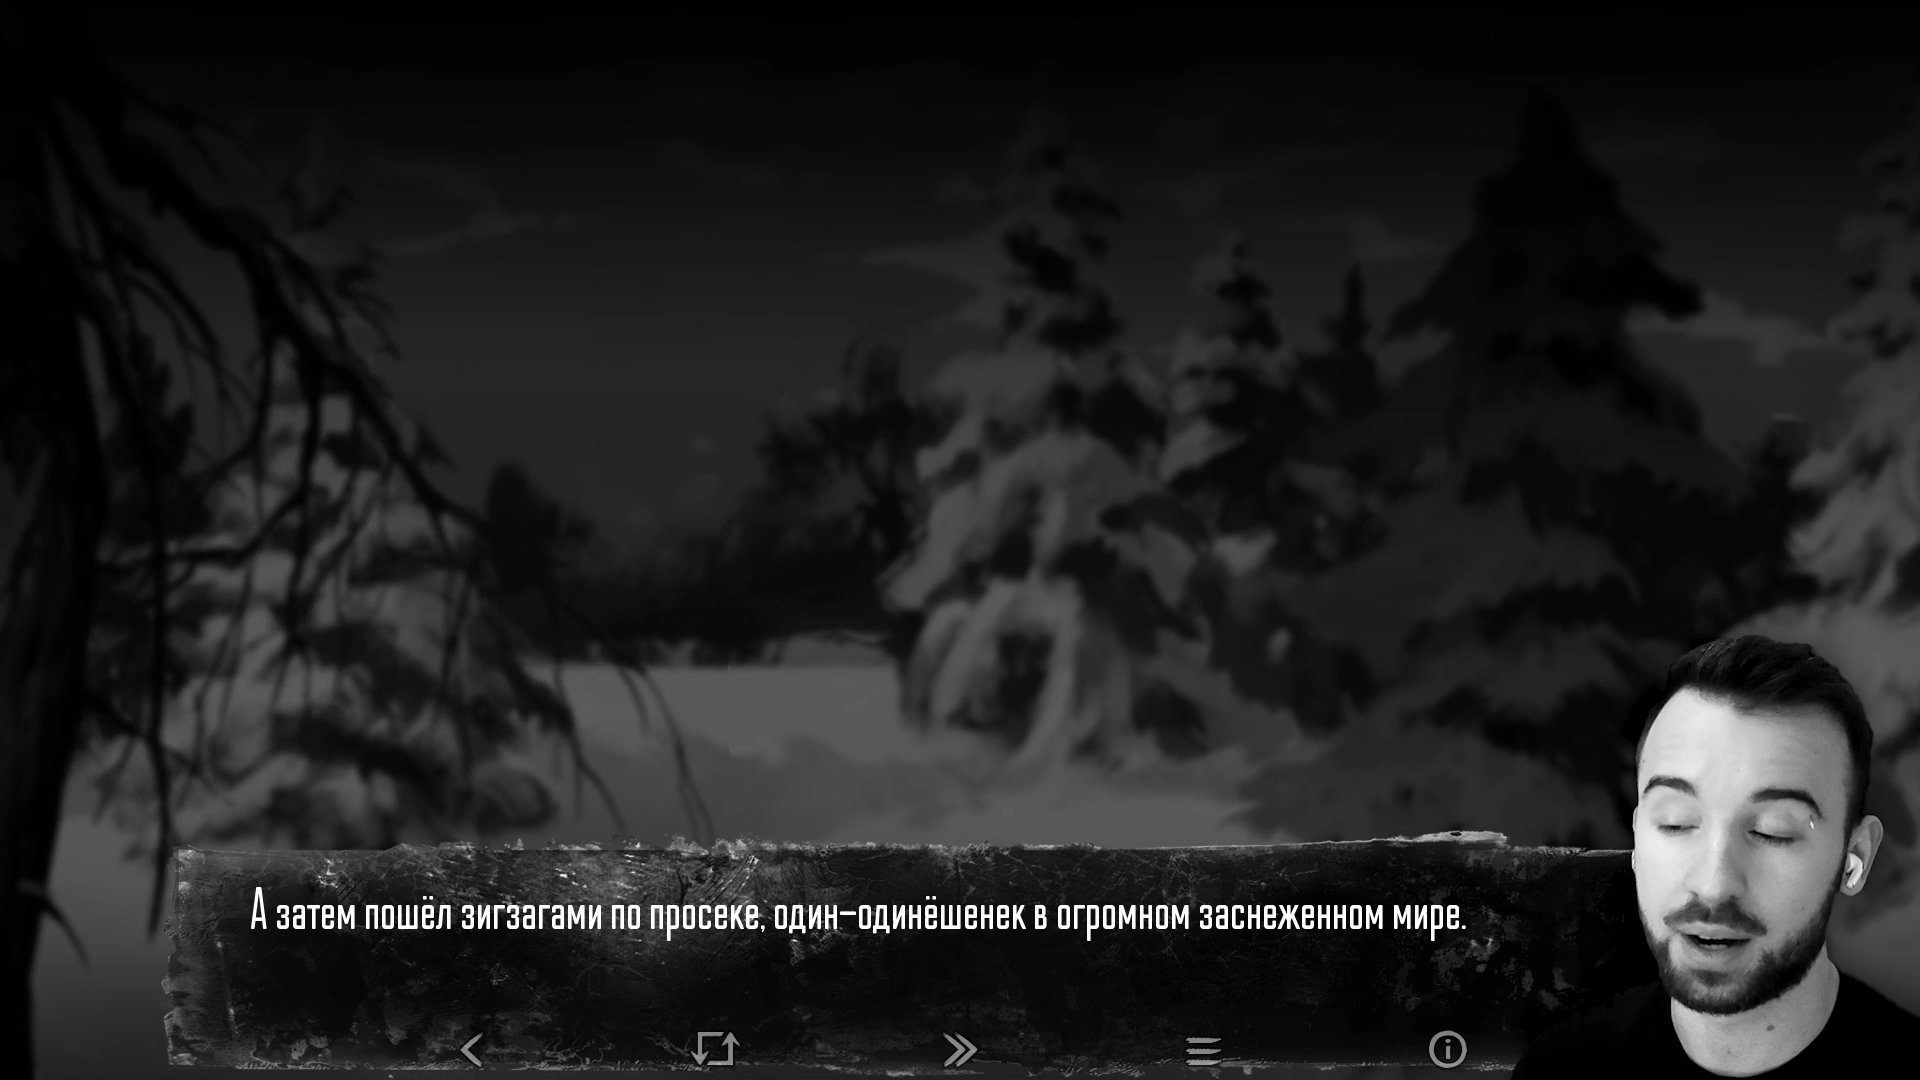 А затем пошёл зигзагами по просеке, один–одинёшенек в огромном заснеженном мире.